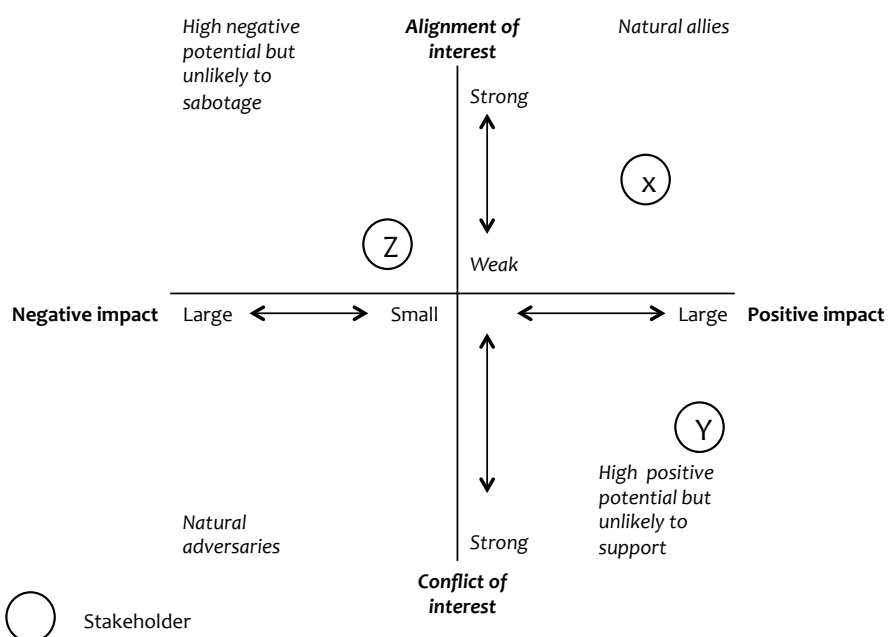 High negative
potential but
unlikely to
sabotage
Alignment of
interest
Natural allies
Strong
x
Z
Weak
Negative impact Large Small Large Positive impact
Y
High positive
potential but
unlikely to
support
Natural
adversaries
Strong
Conflict of
interest
Stakeholder